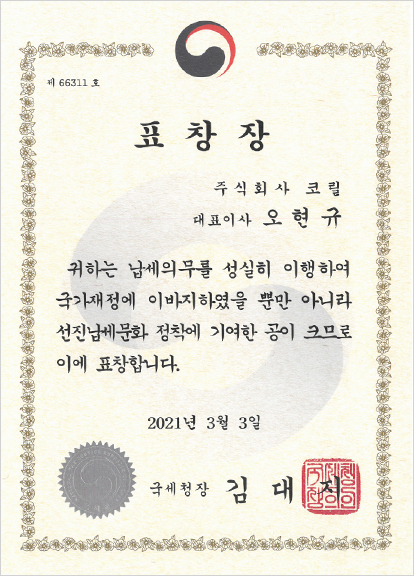 제 66311 호
표 창 장
주식회사 코릴
대표이사 오 현 규
귀하는 납세의무를 성실히 이행하여
국가재정에 이바지하였을 뿐만 아니라
선진납세문화 정착에 기여한 공이 크므로
이에 표창합니다.
2021년 3월 3일
국세청장 김 대 지